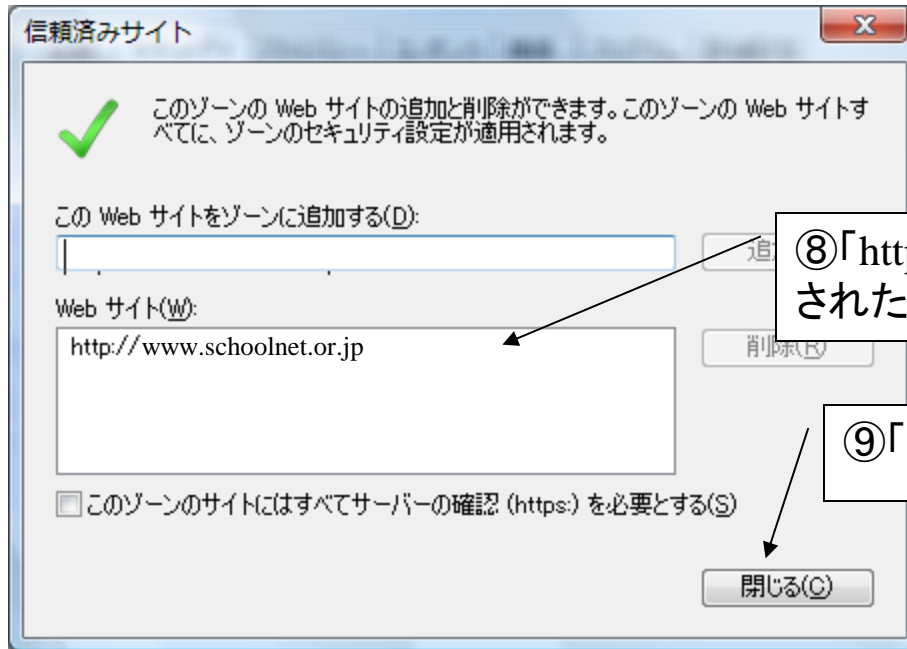 信頼済みサイト
このゾーンの Web サイトの追加と削除ができます。このゾーンの Web サイトす
べてに、ゾーンのセキュリティ設定が適用されます。
この Web サイトをゾーンに追加する(D):
追
⑧「http
された
Web サイト(W):
http://www.schoolnet.or.jp
削除(R)
⑨「
このゾーンのサイトにはすべてサーバーの確認 (https:) を必要とする(S)
閉じる(C)